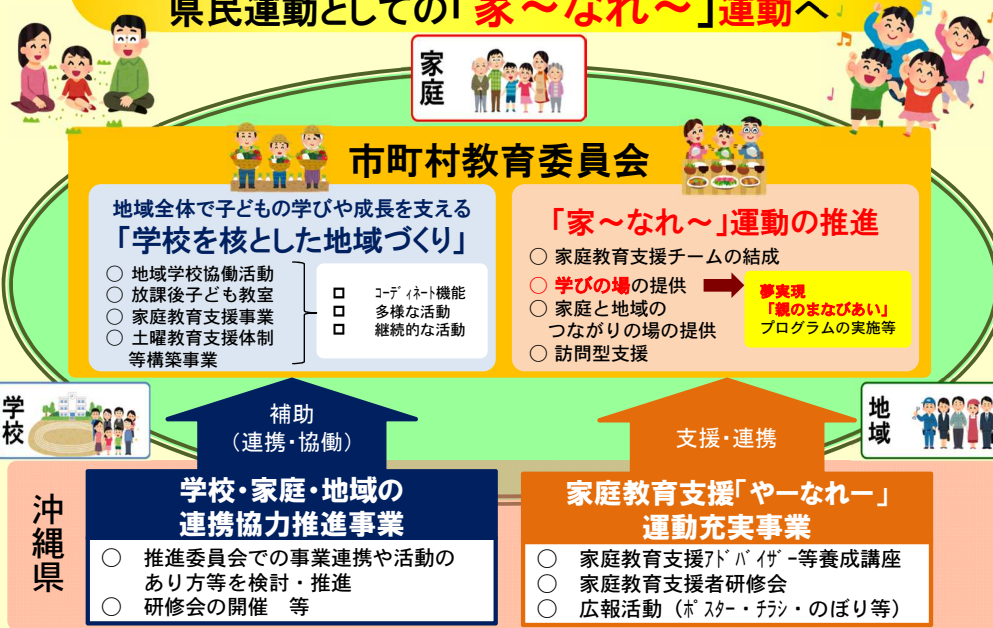 県民運動としての「家～なれ～」運動へ
家庭
市町村教育委員会
地域全体で子どもの学びや成長を支える
「学校を核とした地域づくり」
○ 地域学校協働活動
○ 放課後子ども教室
○ 家庭教育支援事業
○ 土曜教育支援体制
等構築事業
□ ｺｰﾃﾞｨﾈｰﾄ機能
□ 多様な活動
□ 継続的な活動
「家～なれ～」運動の推進
○ 家庭教育支援チームの結成
○ 学びの場の提供
○ 家庭と地域の
つながりの場の提供
○ 訪問型支援
夢実現
「親のまなびあい」
プログラムの実施等
学校
地域
補助
（連携・協働）
支援・連携
沖縄県
学校・家庭・地域の
連携協力推進事業
○ 推進委員会での事業連携や活動の
あり方等を検討・推進
○ 研修会の開催 等
家庭教育支援「やーなれー」
運動充実事業
○ 家庭教育支援ｱﾄﾞﾊﾞｲｻﾞｰ等養成講座
○ 家庭教育支援者研修会
○ 広報活動（ﾎﾟｽﾀｰ・ﾁﾗｼ・のぼり等）